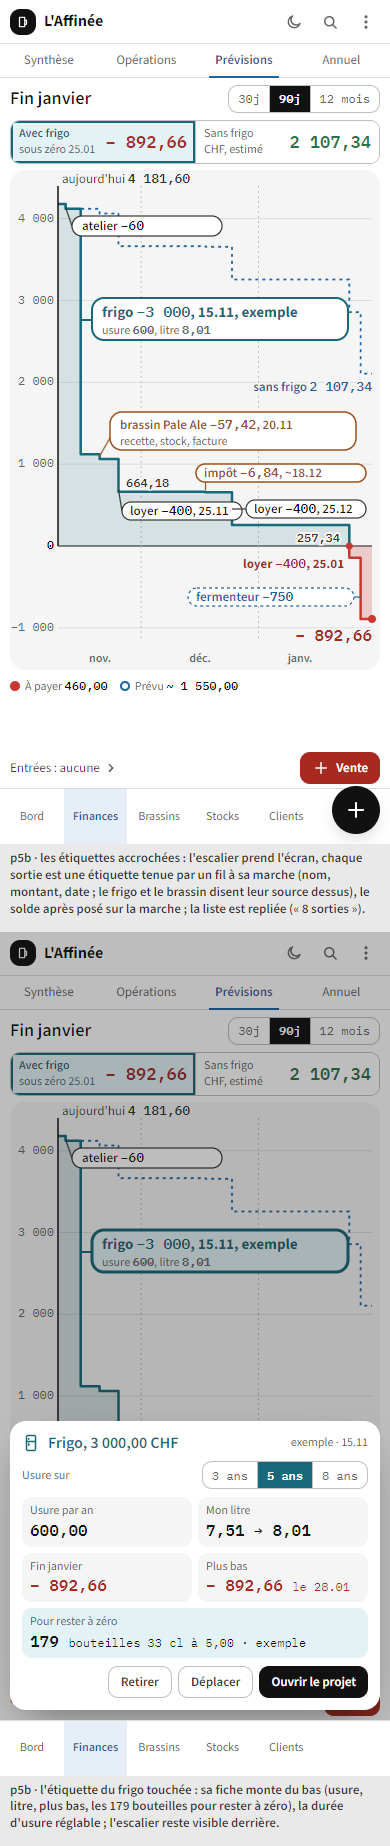 L'Affinée
Synthèse Opérations Prévisions Annuel
Fin janvier 30j 90j 12 mois
Avec frigo
sous zéro 25.01 − 892,66
Sans frigo
CHF, estimé 2 107,34
aujourd'hui 4 181,60
4 000
atelier −60
3 000
frigo −3 000, 15.11, exemple
usure 600, litre 8,01
2 000
sans frigo 2 107,34
brassin Pale Ale −57,42, 20.11
recette, stock, facture
1 000
impôt −6,84, ~18.12
664,18
loyer −400, 25.11
loyer −400, 25.12
257,34
0
loyer −400, 25.01
fermenteur −750
−1 000
− 892,66
nov. déc. janv.
À payer 460,00 Prévu ~ 1 550,00
Entrées : aucune
+ Vente
Bord Finances Brassins Stocks Clients
+
p5b · les étiquettes accrochées : l'escalier prend l'écran, chaque
sortie est une étiquette tenue par un fil à sa marche (nom,
montant, date ; le frigo et le brassin disent leur source dessus), le
solde après posé sur la marche ; la liste est repliée (« 8 sorties »).
L'Affinée
Synthèse Opérations Prévisions Annuel
Fin janvier 30j 90j 12 mois
Avec frigo
sous zéro 25.01 − 892,66
Sans frigo
CHF, estimé 2 107,34
aujourd'hui 4 181,60
4 000
atelier −60
3 000
frigo −3 000, 15.11, exemple
usure 600, litre 8,01
2 000
1 000
Frigo, 3 000,00 CHF exemple · 15.11
Usure sur 3 ans 5 ans 8 ans
Usure par an
600,00
Mon litre
7,51 → 8,01
Fin janvier
− 892,66
Plus bas
− 892,66 le 28.01
Pour rester à zéro
179 bouteilles 33 cl à 5,00 · exemple
Retirer Déplacer Ouvrir le projet
Bord Finances Brassins Stocks Clients
p5b · l'étiquette du frigo touchée : sa fiche monte du bas (usure,
litre, plus bas, les 179 bouteilles pour rester à zéro), la durée
d'usure réglable ; l'escalier reste visible derrière.